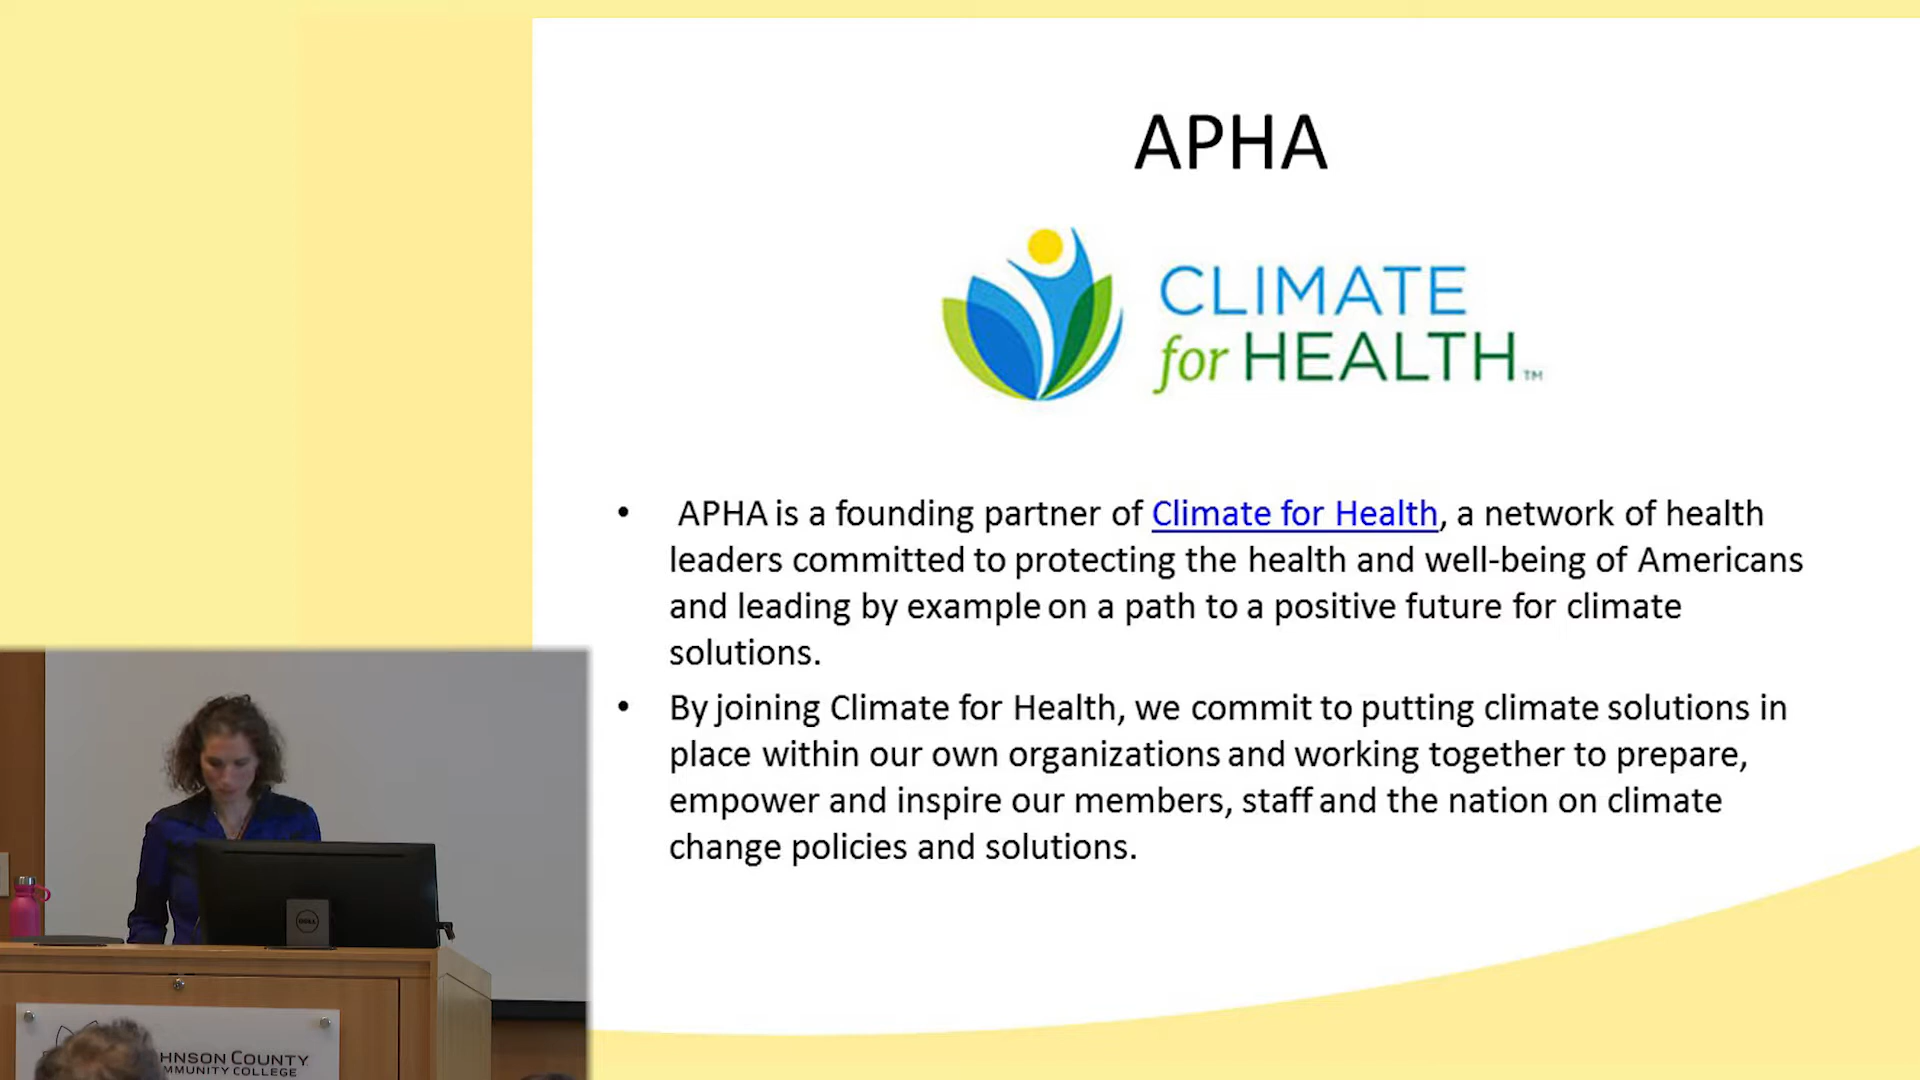 APHA
CLIMATE
for HEALTH™
• APHA is a founding partner of Climate for Health, a network of health
leaders committed to protecting the health and well-being of Americans
and leading by example on a path to a positive future for climate
solutions.
• By joining Climate for Health, we commit to putting climate solutions in
place within our own organizations and working together to prepare,
empower and inspire our members, staff and the nation on climate
change policies and solutions.
DELL
HNSON COUNTY
MMUNITY COLLEGE